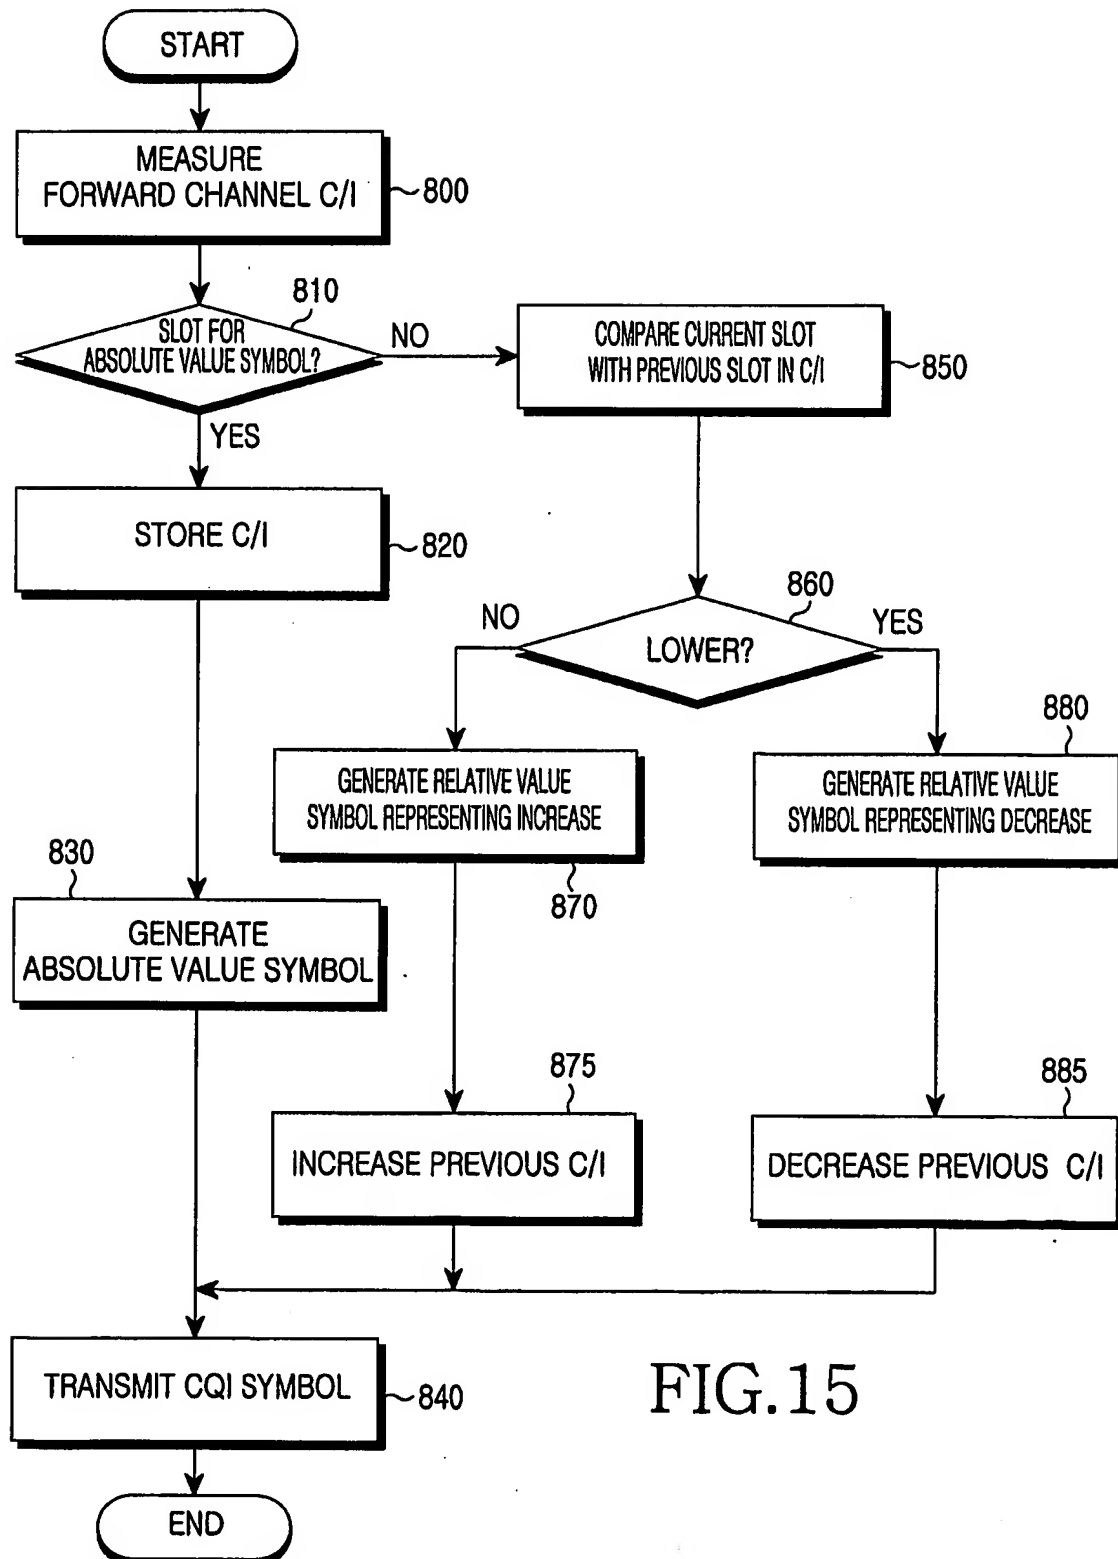 START
MEASURE
FORWARD CHANNEL C/I
800
810
SLOT FOR
ABSOLUTE VALUE SYMBOL?
NO
COMPARE CURRENT SLOT
WITH PREVIOUS SLOT IN C/I
850
YES
STORE C/I
820
860
NO
YES
LOWER?
880
GENERATE RELATIVE VALUE
SYMBOL REPRESENTING INCREASE
870
GENERATE RELATIVE VALUE
SYMBOL REPRESENTING DECREASE
830
GENERATE
ABSOLUTE VALUE SYMBOL
875
INCREASE PREVIOUS C/I
885
DECREASE PREVIOUS C/I
TRANSMIT CQI SYMBOL
840
FIG.15
END